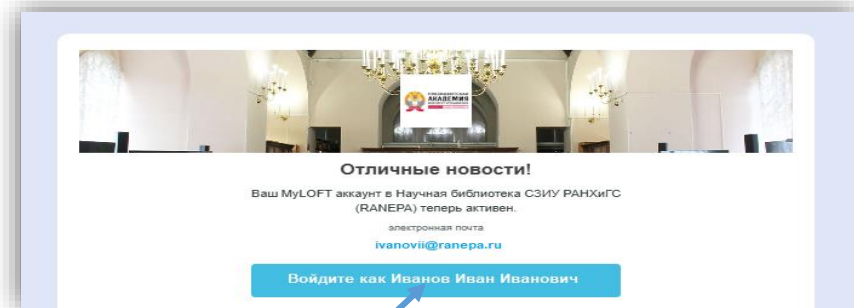 АКАДЕМИЯ
Отличные новости!
Ваш MyLOFT аккаунт в Научная библиотека СЗИУ РАНХиГС
(RANEPA) теперь активен.
электронная почта
ivanovii@ranepa.ru
Войдите как Иванов Иван Иванович